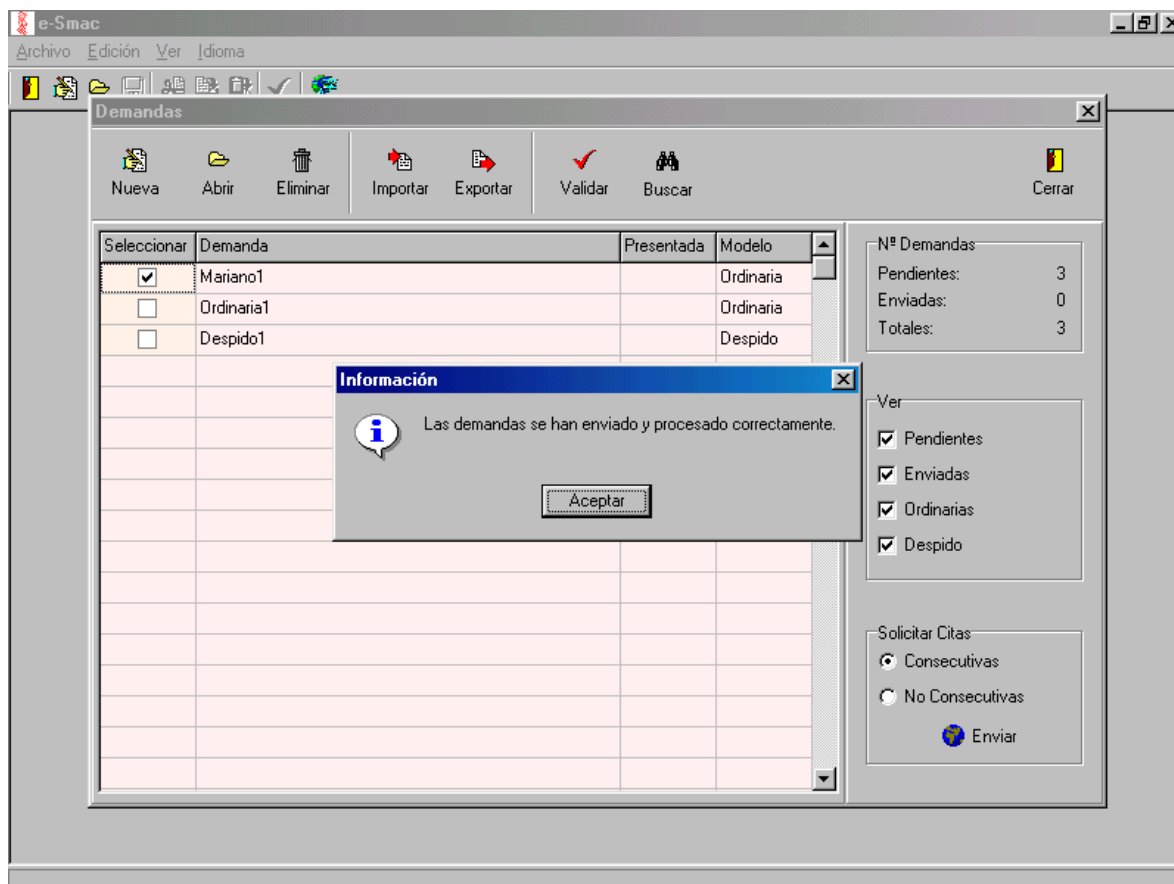 e-Smac
Archivo Edición Ver Idioma
Demandas
Nueva Abrir Eliminar Importar Exportar Validar Buscar Cerrar
Seleccionar Demanda Presentada Modelo
Mariano1 Ordinaria
Ordinaria1 Ordinaria
Despido1 Despido
Nº Demandas
Pendientes: 3
Enviadas: 0
Totales: 3
Información
Las demandas se han enviado y procesado correctamente.
Aceptar
Ver
Pendientes
Enviadas
Ordinarias
Despido
Solicitar Citas
Consecutivas
No Consecutivas
Enviar